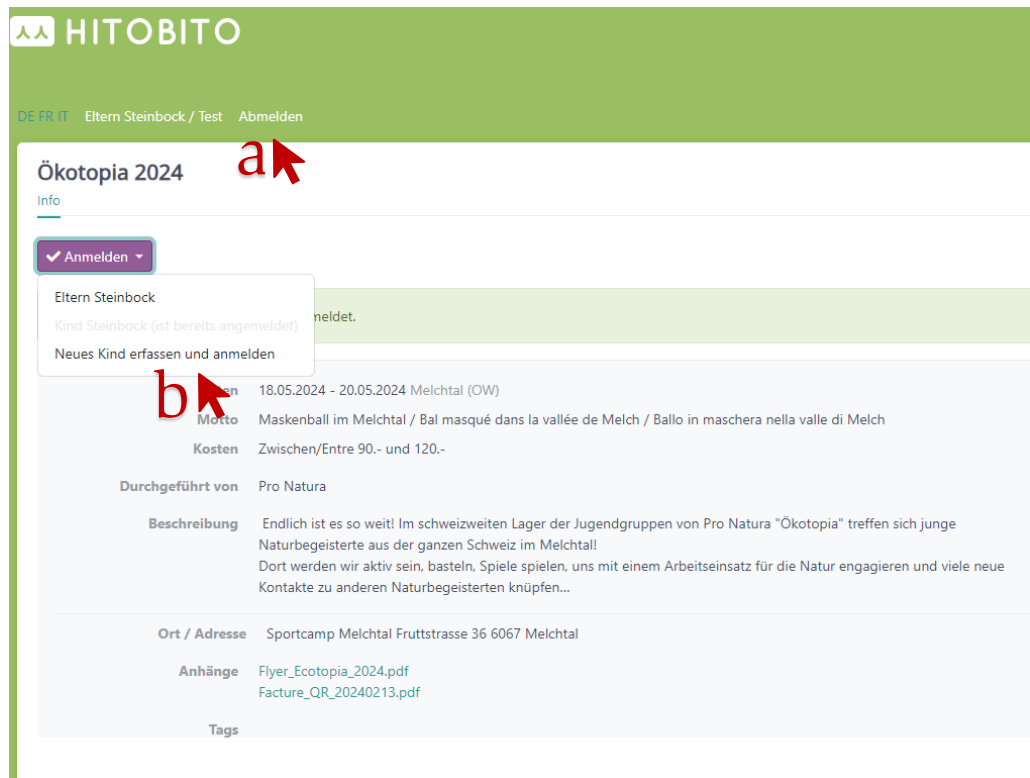 HITOBITO
DE FR IT Eltern Steinbock / Test Abmelden
a
Ökotopia 2024
Info
Anmelden
Eltern Steinbock
Kind Steinbock (ist bereits angemeldet)
meldet.
Neues Kind erfassen und anmelden
b
en 18.05.2024 - 20.05.2024 Melchtal (OW)
Motto Maskenball im Melchtal / Bal masqué dans la vallée de Melch / Ballo in maschera nella valle di Melch
Kosten Zwischen/Entre 90.- und 120.-
Durchgeführt von Pro Natura
Beschreibung Endlich ist es so weit! Im schweizweiten Lager der Jugendgruppen von Pro Natura "Ökotopia" treffen sich junge
Naturbegeisterte aus der ganzen Schweiz im Melchtal!
Dort werden wir aktiv sein, basteln, Spiele spielen, uns mit einem Arbeitseinsatz für die Natur engagieren und viele neue
Kontakte zu anderen Naturbegeisterten knüpfen...
Ort / Adresse Sportcamp Melchtal Fruttstrasse 36 6067 Melchtal
Anhänge Flyer_Ecotopia_2024.pdf
Facture_QR_20240213.pdf
Tags